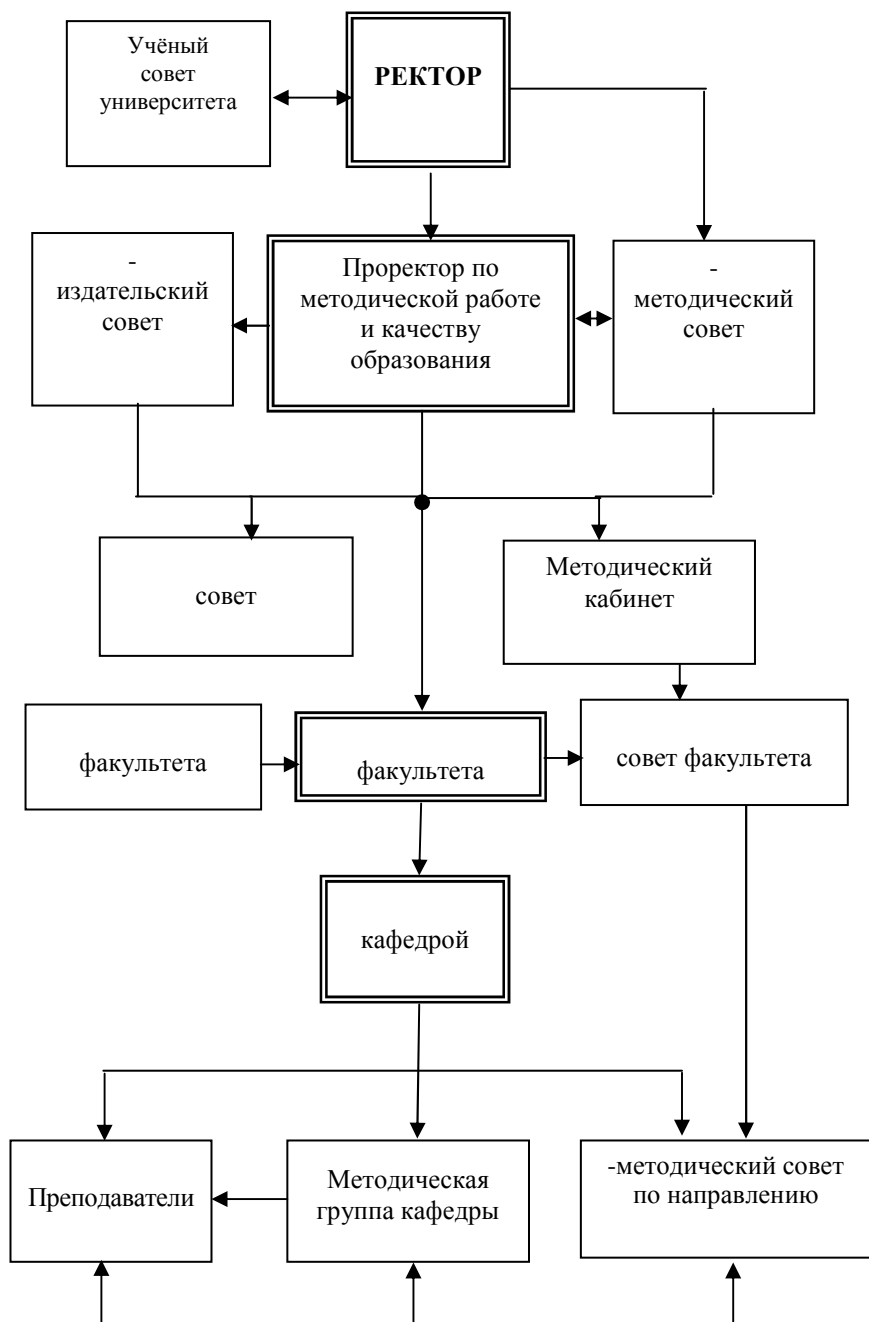 Учёный
совет
университета
РЕКТОР
-
издательский
совет
Проректор по
методической работе
и качеству
образования
-
методический
совет
совет
Методический
кабинет
факультета
факультета
совет факультета
кафедрой
Преподаватели
Методическая
группа кафедры
-методический совет
по направлению